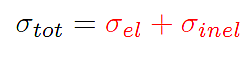 σ_tot = σ_el + σ_inel